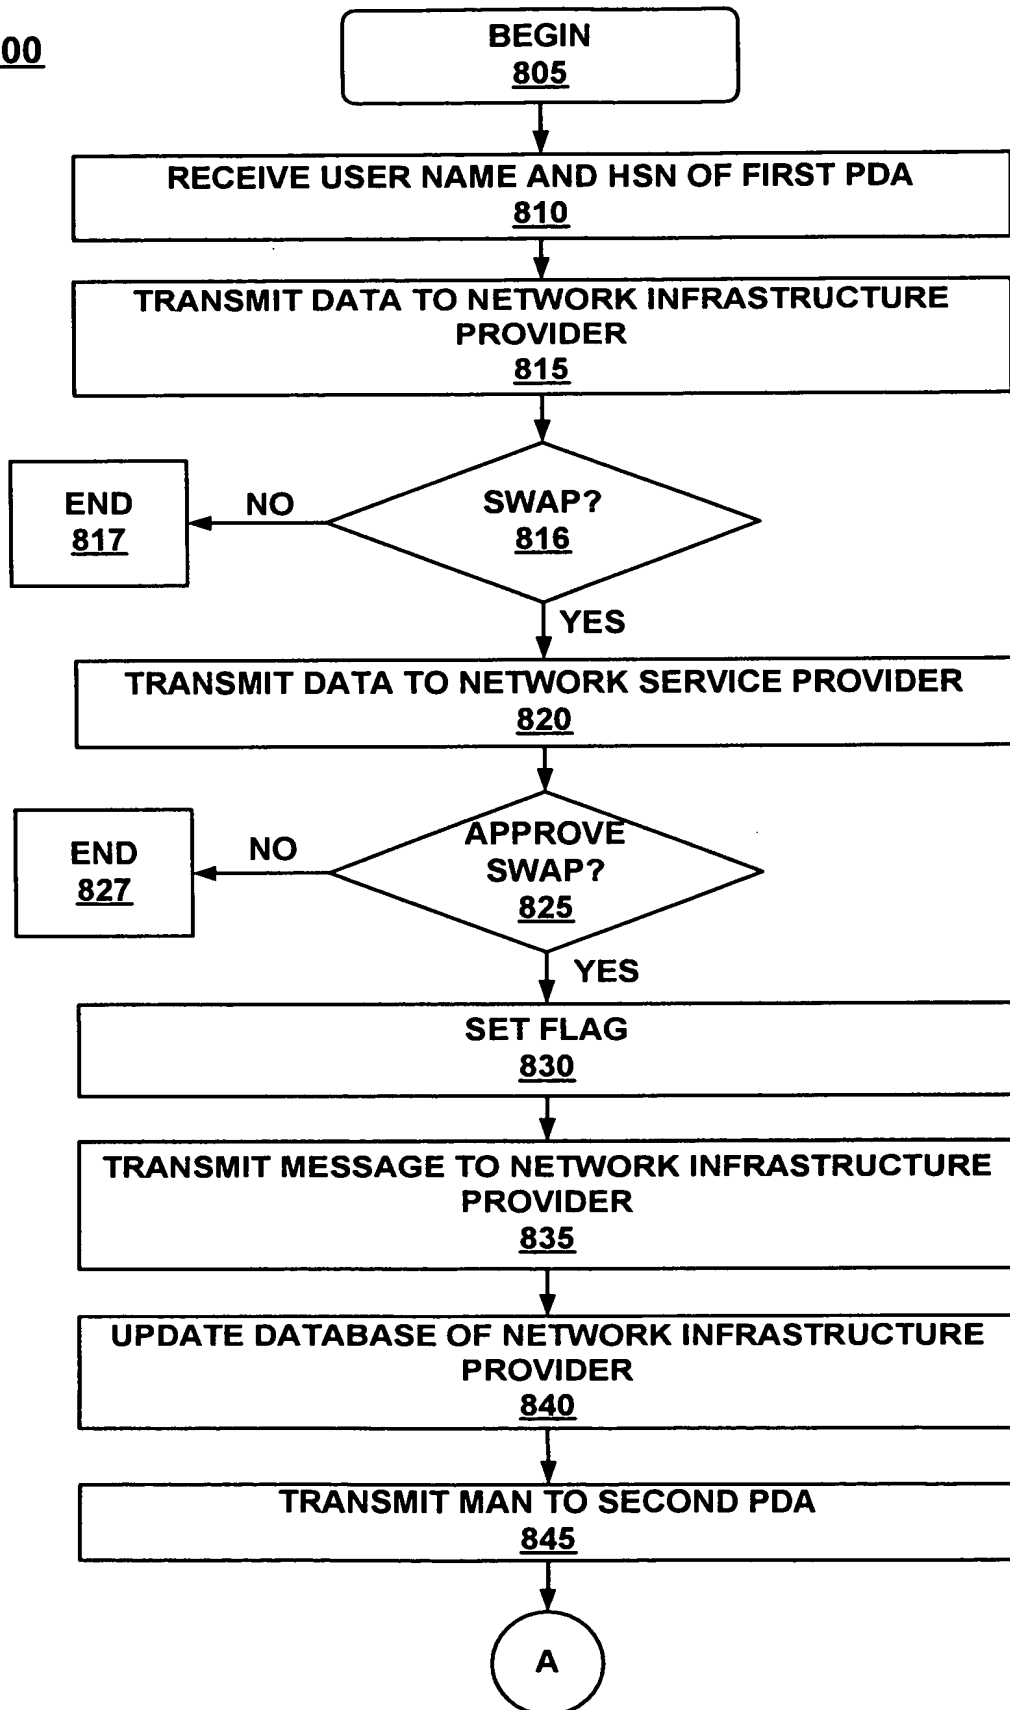 00
BEGIN
805
RECEIVE USER NAME AND HSN OF FIRST PDA
810
TRANSMIT DATA TO NETWORK INFRASTRUCTURE
PROVIDER
815
SWAP?
816
NO
END
817
YES
TRANSMIT DATA TO NETWORK SERVICE PROVIDER
820
APPROVE
SWAP?
825
NO
END
827
YES
SET FLAG
830
TRANSMIT MESSAGE TO NETWORK INFRASTRUCTURE
PROVIDER
835
UPDATE DATABASE OF NETWORK INFRASTRUCTURE
PROVIDER
840
TRANSMIT MAN TO SECOND PDA
845
A